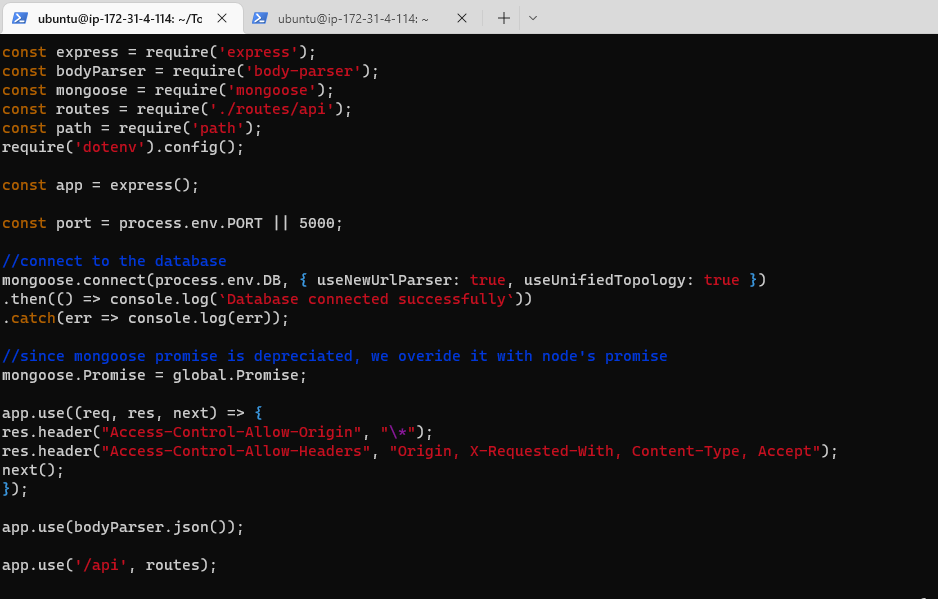 ubuntu@ip-172-31-4-114: ~/To
ubuntu@ip-172-31-4-114: ~
const express = require('express');
const bodyParser = require('body-parser');
const mongoose = require('mongoose');
const routes = require('./routes/api');
const path = require('path');
require('dotenv').config();
const app = express();
const port = process.env.PORT || 5000;
//connect to the database
mongoose.connect(process.env.DB, { useNewUrlParser: true, useUnifiedTopology: true })
.then(() => console.log(`Database connected successfully`))
.catch(err => console.log(err));
//since mongoose promise is depreciated, we overide it with node's promise
mongoose.Promise = global.Promise;
app.use((req, res, next) => {
res.header("Access-Control-Allow-Origin", "\*");
res.header("Access-Control-Allow-Headers", "Origin, X-Requested-With, Content-Type, Accept");
next();
});
app.use(bodyParser.json());
app.use('/api', routes);